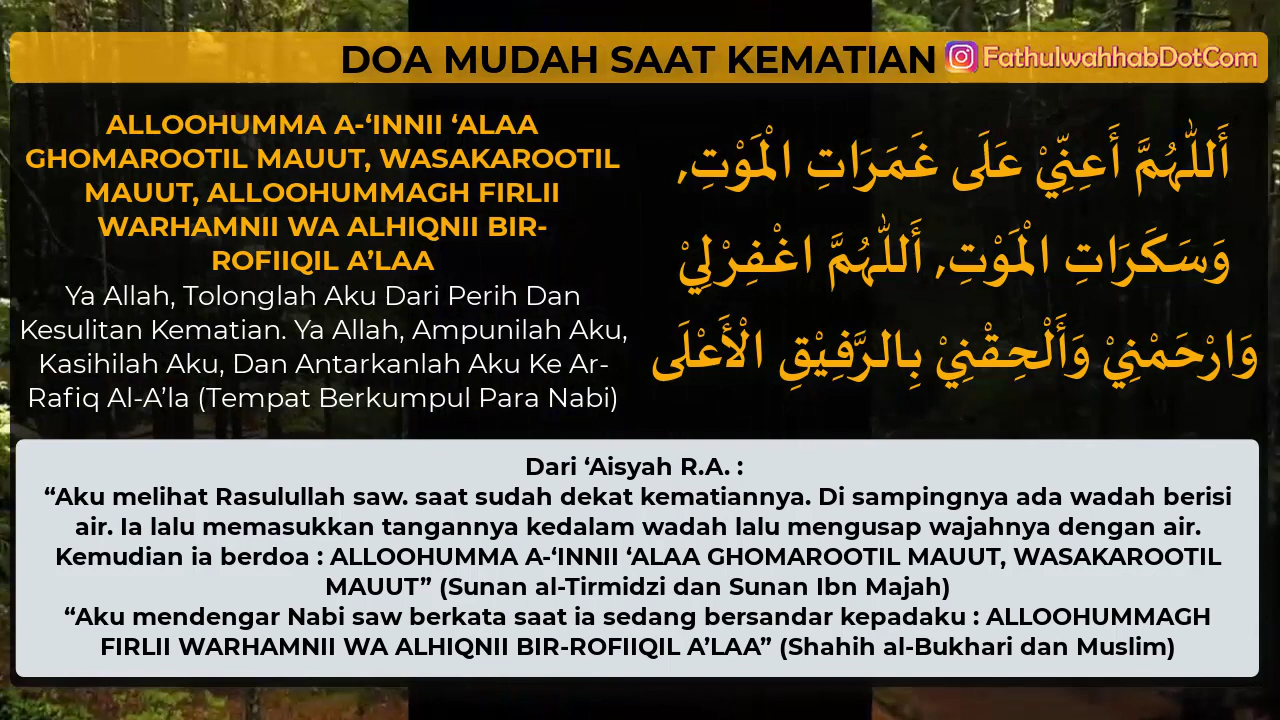 DOA MUDAH SAAT KEMATIAN
FathulwahhabDotCom
ALLOOHUMMA A-‘INNII ‘ALAA
GHOMAROOTIL MAUUT, WASAKAROOTIL
MAUUT, ALLOOHUMMAGH FIRLII
WARHAMNII WA ALHIQNII BIR-
ROFIIQIL A’LAA
Ya Allah, Tolonglah Aku Dari Perih Dan
Kesulitan Kematian. Ya Allah, Ampunilah Aku,
Kasihilah Aku, Dan Antarkanlah Aku Ke Ar-
Rafiq Al-A’la (Tempat Berkumpul Para Nabi)
أَللّٰهُمَّ أَعِنِّيْ عَلَى غَمَرَاتِ الْمَوْتِ,
وَسَكَرَاتِ الْمَوْتِ, أَللّٰهُمَّ اغْفِرْلِيْ
وَارْحَمْنِيْ وَأَلْحِقْنِيْ بِالرَّفِيْقِ الْأَعْلَى
Dari ‘Aisyah R.A. :
“Aku melihat Rasulullah saw. saat sudah dekat kematiannya. Di sampingnya ada wadah berisi
air. Ia lalu memasukkan tangannya kedalam wadah lalu mengusap wajahnya dengan air.
Kemudian ia berdoa : ALLOOHUMMA A-‘INNII ‘ALAA GHOMAROOTIL MAUUT, WASAKAROOTIL
MAUUT” (Sunan al-Tirmidzi dan Sunan Ibn Majah)
“Aku mendengar Nabi saw berkata saat ia sedang bersandar kepadaku : ALLOOHUMMAGH
FIRLII WARHAMNII WA ALHIQNII BIR-ROFIIQIL A’LAA” (Shahih al-Bukhari dan Muslim)